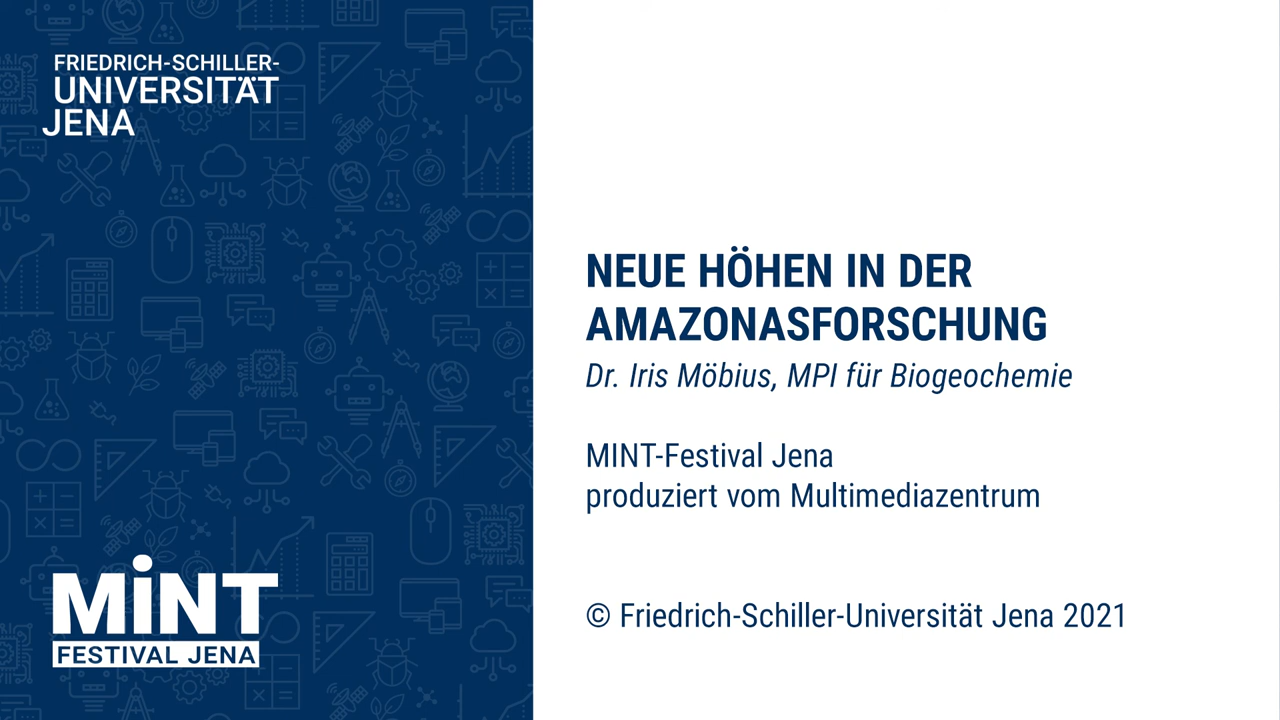 FRIEDRICH-SCHILLER-
UNIVERSITÄT
JENA
NEUE HÖHEN IN DER
AMAZONASFORSCHUNG
Dr. Iris Möbius, MPI für Biogeochemie
MINT-Festival Jena
produziert vom Multimediazentrum
© Friedrich-Schiller-Universität Jena 2021
MiNT
FESTIVAL JENA